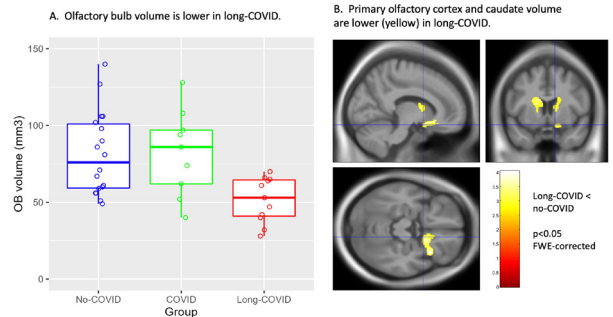 A. Olfactory bulb volume is lower in long-COVID.
150
100
50
0
OB volume (mm3)
No-COVID COVID Long-COVID
Group
B. Primary olfactory cortex and caudate volume
are lower (yellow) in long-COVID.
4
3
2
1
0
Long-COVID <
no-COVID
p<0.05
FWE-corrected